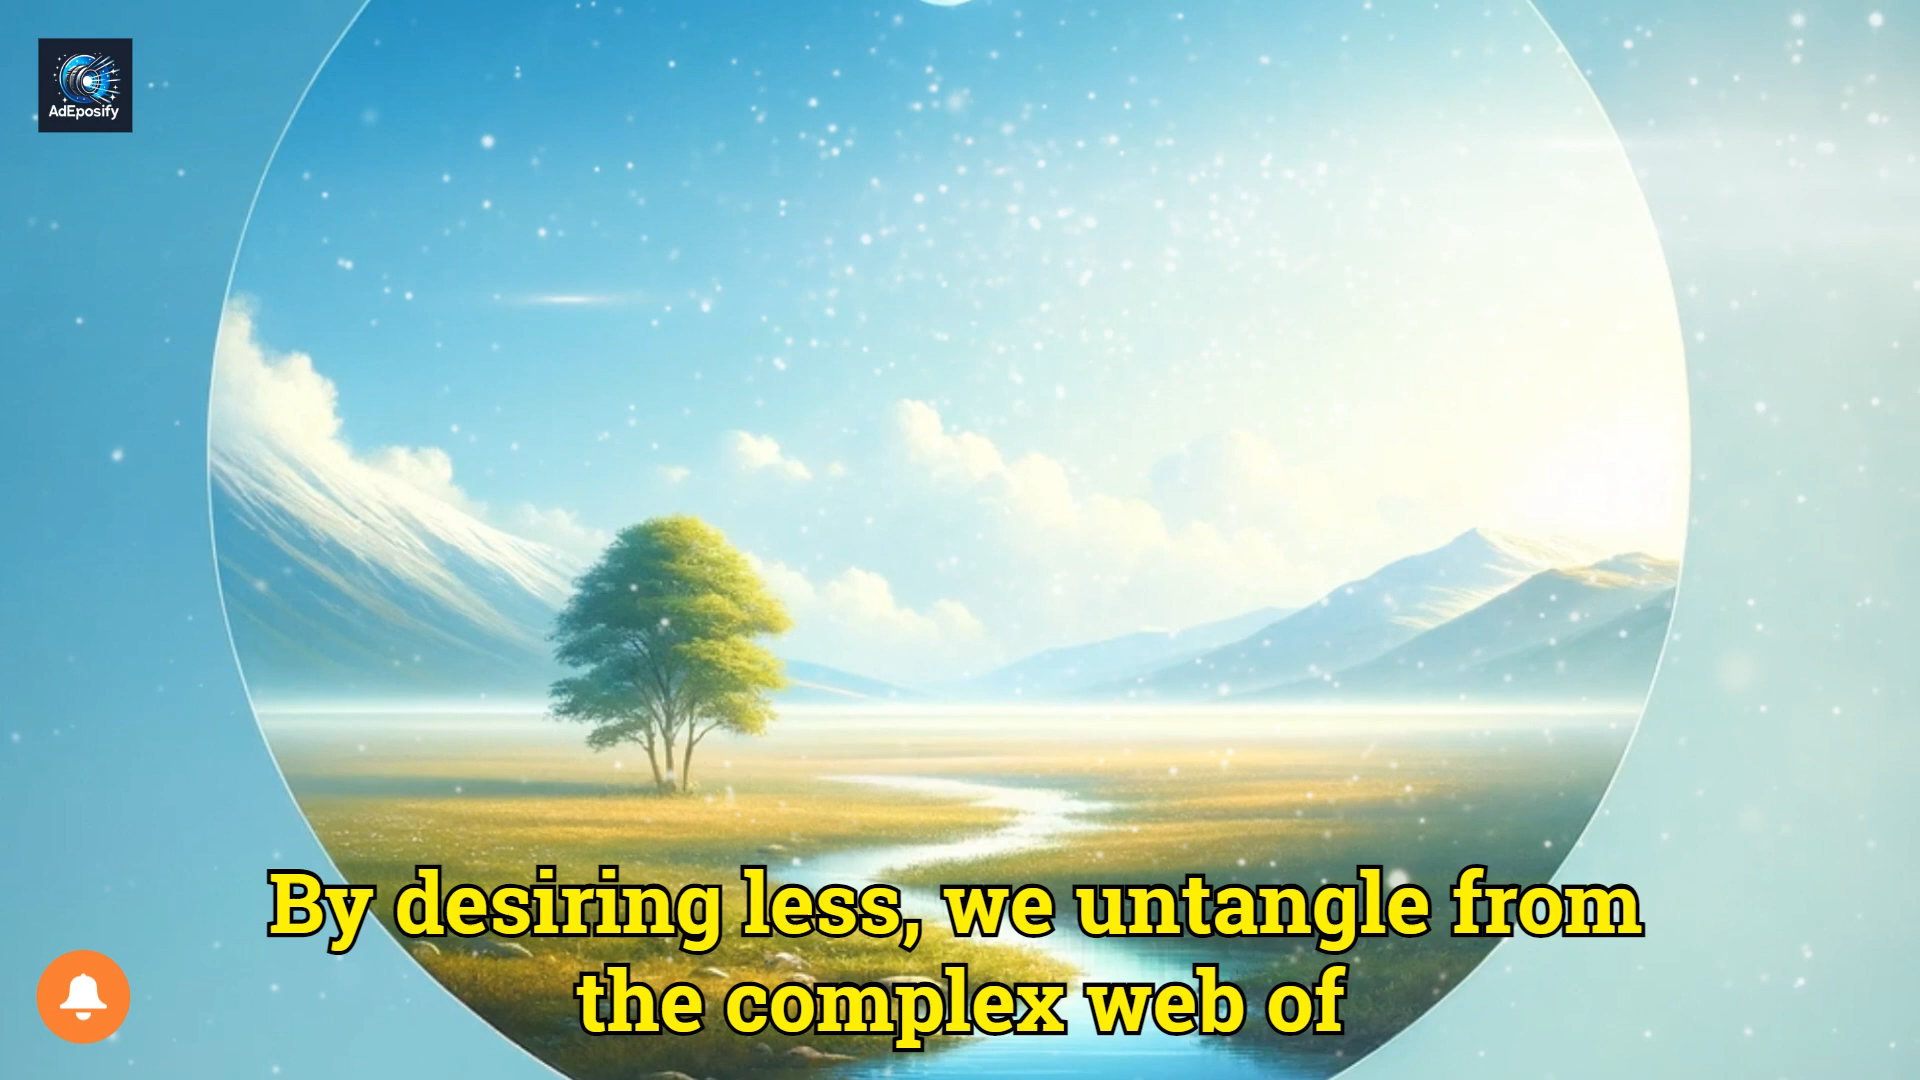 AdEposify
By desiring less, we untangle from
the complex web of